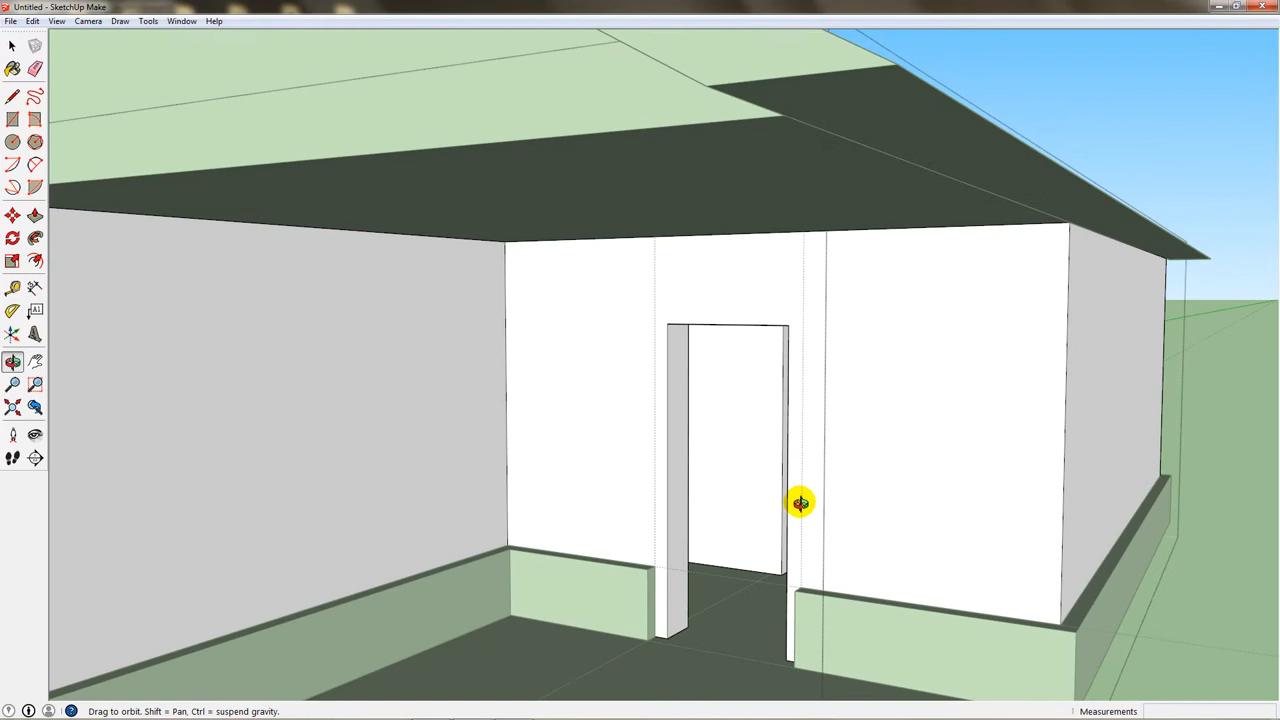 Untitled - SketchUp Make
File Edit View Camera Draw Tools Window Help
A1
Drag to orbit. Shift = Pan, Ctrl = suspend gravity.
Measurements